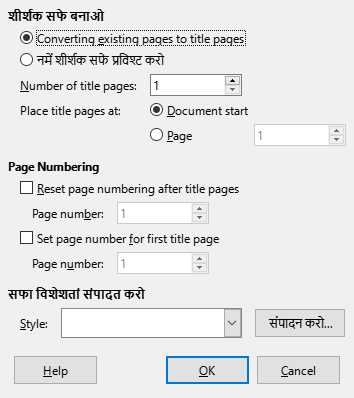 शीर्शक सफे बनाओ
Converting existing pages to title pages
नमें शीर्शक सफे प्रविश्ट करो
Number of title pages: 1
Place title pages at: Document start
Page 1
Page Numbering
Reset page numbering after title pages
Page number: 1
Set page number for first title page
Page number: 1
सफा विशेशतां संपादत करो
Style: संपादन करो...
Help OK Cancel